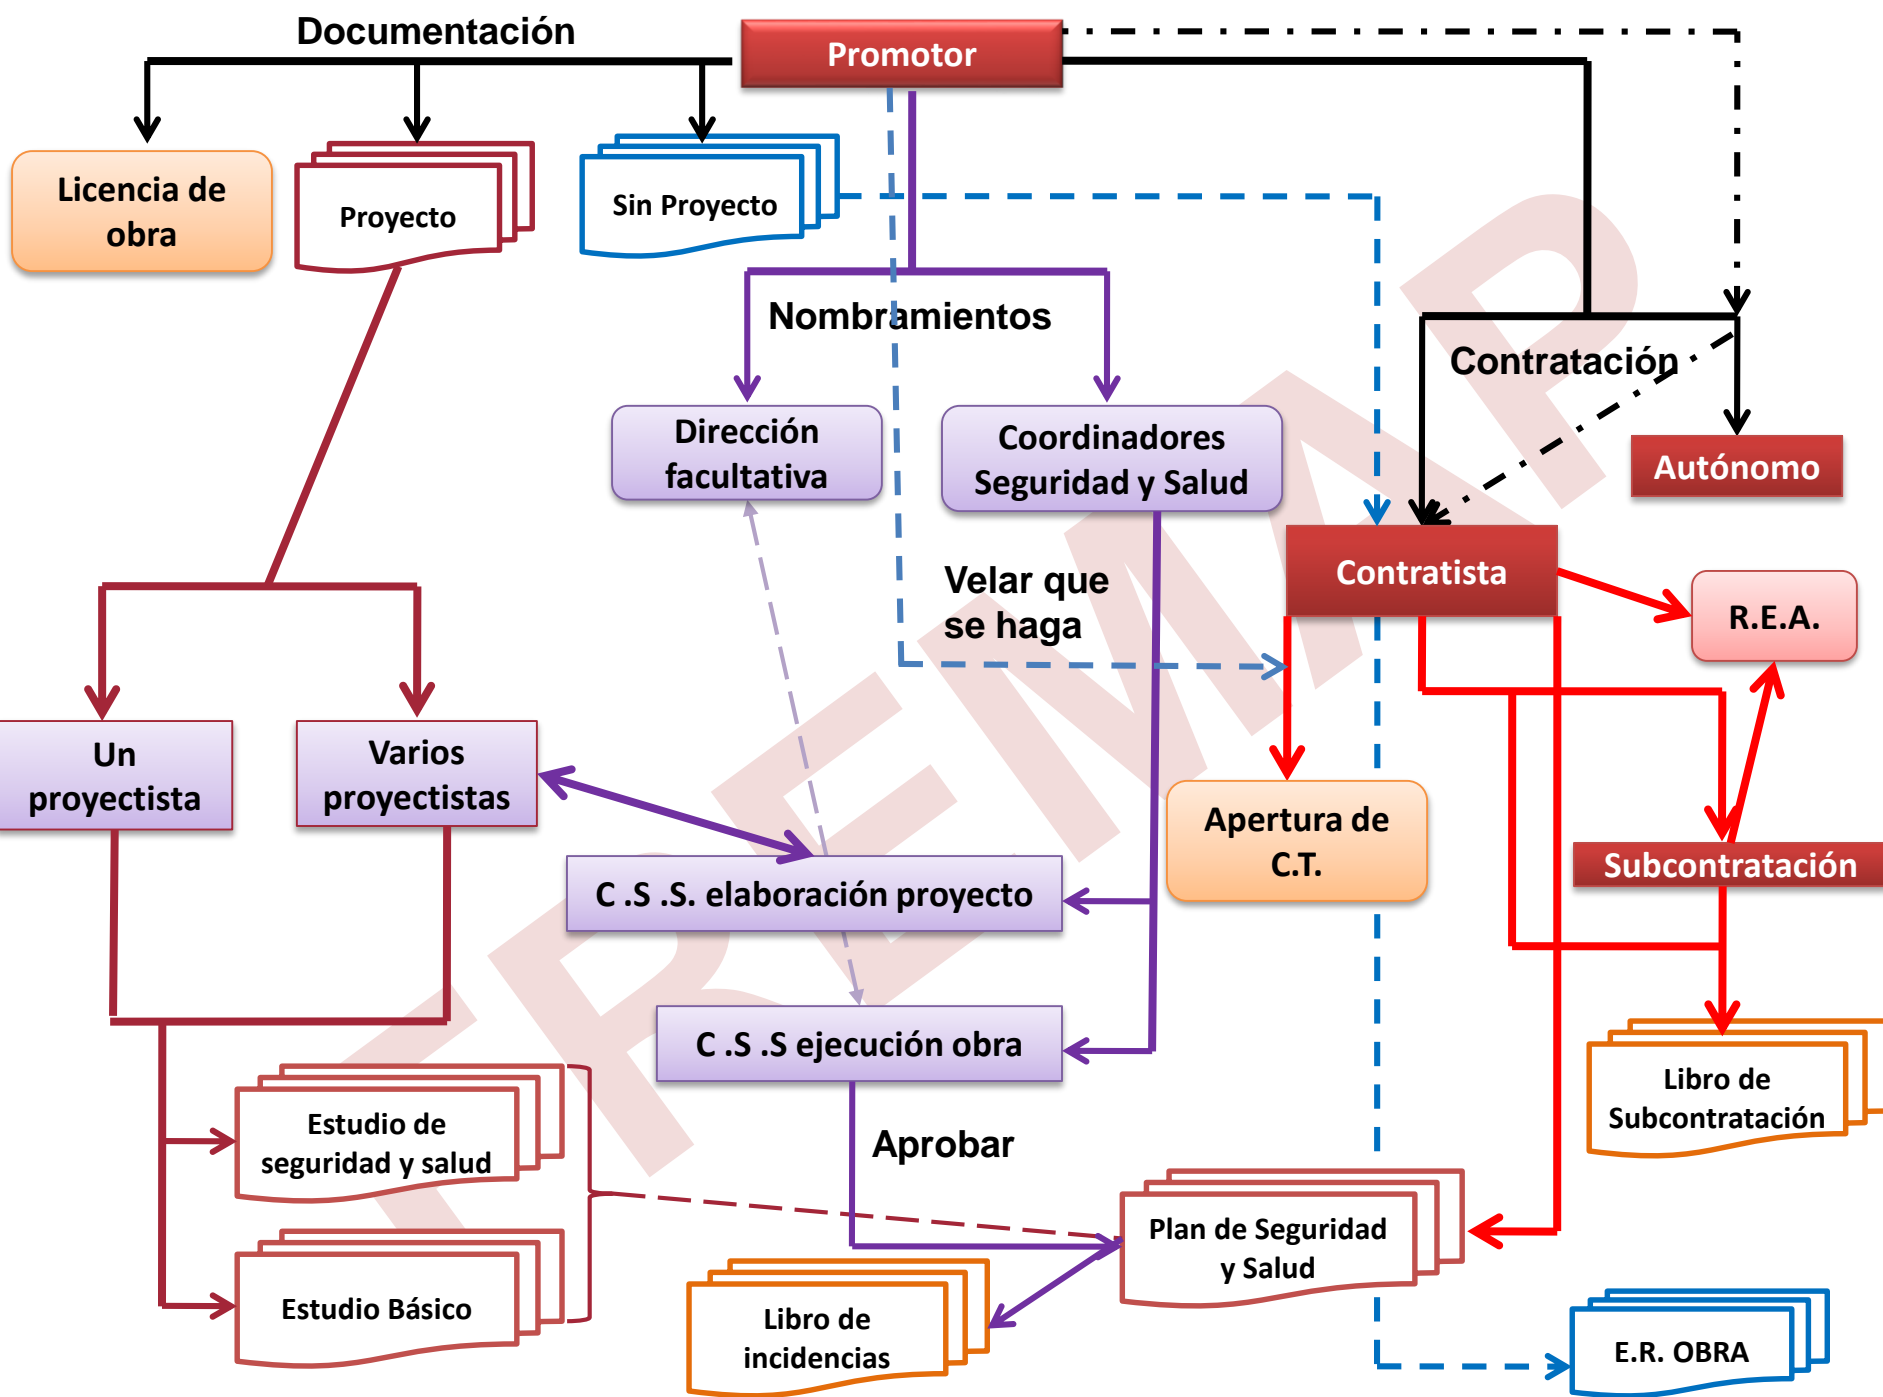 Documentación
Promotor
Licencia de
obra
Proyecto
Sin Proyecto
Nombramientos
Contratación
Dirección
facultativa
Coordinadores
Seguridad y Salud
Autónomo
Velar que
se haga
Contratista
R.E.A.
Un
proyectista
Varios
proyectistas
Apertura de
C.T.
Subcontratación
C .S .S. elaboración proyecto
C .S .S ejecución obra
Libro de
Subcontratación
Estudio de
seguridad y salud
Aprobar
Plan de Seguridad
y Salud
Estudio Básico
Libro de
incidencias
E.R. OBRA
FREMAP